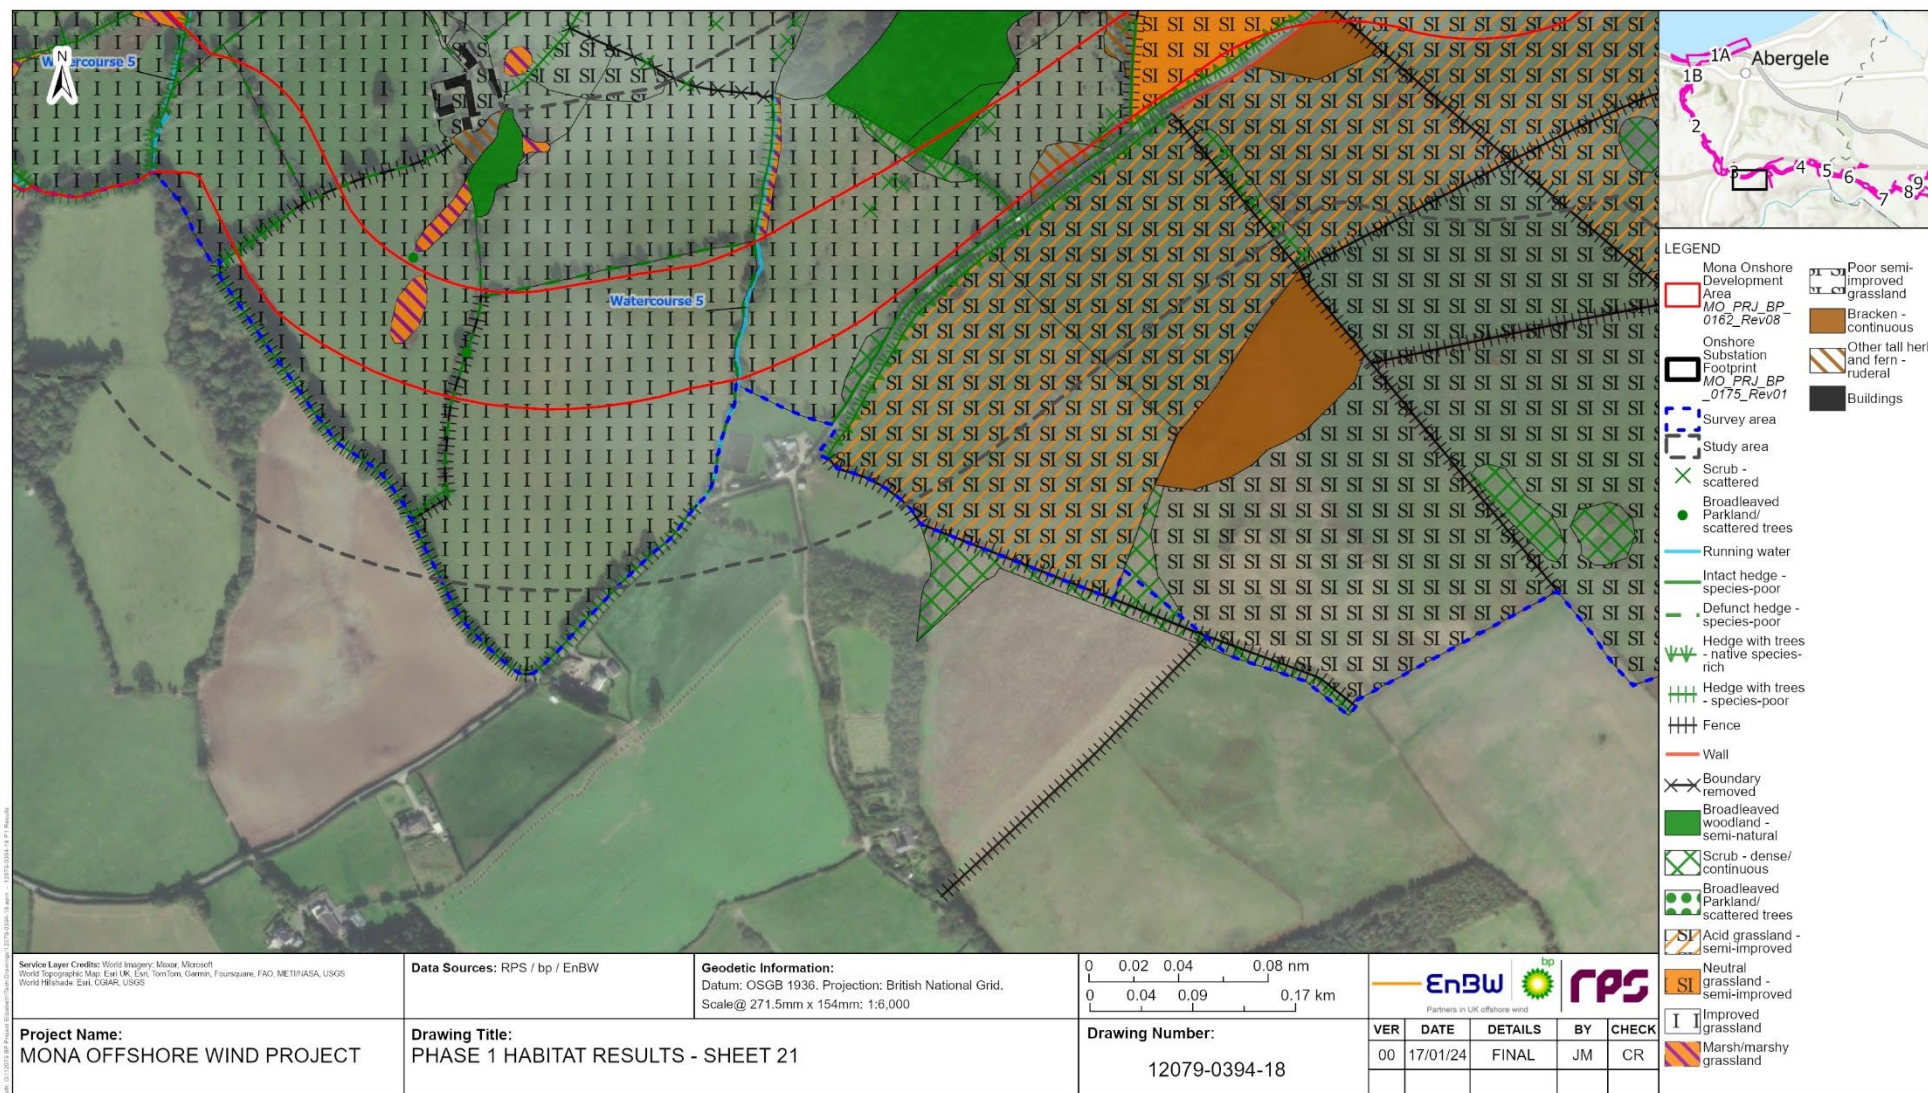 N
Watercourse 5
Watercourse 5
1A
Abergele
1B
2
3
4
5
6
7
8
9
LEGEND
Mona Onshore
Development
Area
MO_PRJ_BP_
0162_Rev08
Onshore
Substation
Footprint
MO_PRJ_BP
_0175_Rev01
Survey area
Study area
Scrub -
scattered
Broadleaved
Parkland/
scattered trees
Running water
Intact hedge -
species-poor
Defunct hedge -
species-poor
Hedge with trees
- native species-
rich
Hedge with trees
- species-poor
Fence
Wall
Boundary
removed
Broadleaved
woodland -
semi-natural
Scrub - dense/
continuous
Broadleaved
Parkland/
scattered trees
SI
Acid grassland -
semi-improved
SI
Neutral
grassland -
semi-improved
I I
Improved
grassland
Marsh/marshy
grassland
Poor semi-
improved
grassland
Bracken -
continuous
Other tall her
and fern -
ruderal
Buildings
Service Layer Credits: World Imagery: Maxar, Microsoft
World Topographic Map: Esri UK, Esri, TomTom, Garmin, Foursquare, FAO, METI/NASA, USGS
World Hillshade: Esri, CGIAR, USGS
Data Sources: RPS / bp / EnBW
Geodetic Information:
Datum: OSGB 1936. Projection: British National Grid.
Scale@ 271.5mm x 154mm: 1:6,000
0 0.02 0.04 0.08 nm
0 0.04 0.09 0.17 km
EnBW
bp
rps
Partners in UK offshore wind
Project Name:
MONA OFFSHORE WIND PROJECT
Drawing Title:
PHASE 1 HABITAT RESULTS - SHEET 21
Drawing Number:
12079-0394-18
VER DATE DETAILS BY CHECK
00 17/01/24 FINAL JM CR